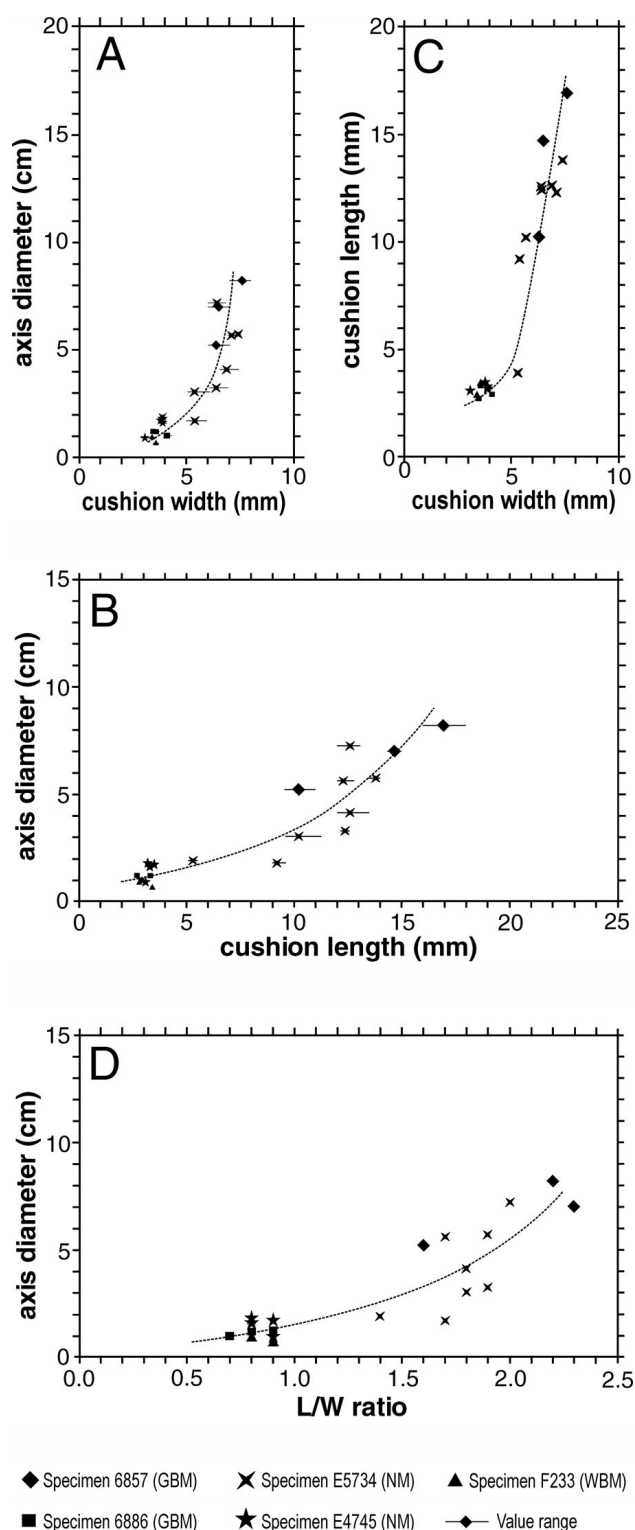 A
20
15
10
5
0
axis diameter (cm)
0 5 10
cushion width (mm)
C
20
15
10
5
0
cushion length (mm)
0 5 10
cushion width (mm)
B
15
10
5
0
axis diameter (cm)
0 5 10 15 20 25
cushion length (mm)
D
15
10
5
0
axis diameter (cm)
0.0 0.5 1.0 1.5 2.0 2.5
L/W ratio
Specimen 6857 (GBM) Specimen E5734 (NM) Specimen F233 (WBM)
Specimen 6886 (GBM) Specimen E4745 (NM) Value range